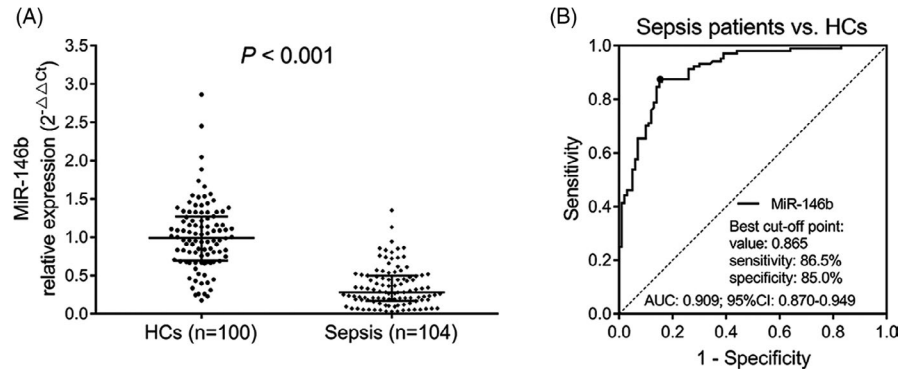 (A)
P < 0.001
MiR-146b
relative expression (2-△△Ct)
3.5
3.0
2.5
2.0
1.5
1.0
0.5
0.0
HCs (n=100) Sepsis (n=104)
(B)
Sepsis patients vs. HCs
Sensitivity
1.0
0.8
0.6
0.4
0.2
0.0
MiR-146b
Best cut-off point:
value: 0.865
sensitivity: 86.5%
specificity: 85.0%
AUC: 0.909; 95%CI: 0.870-0.949
0.0 0.2 0.4 0.6 0.8 1.0
1 - Specificity